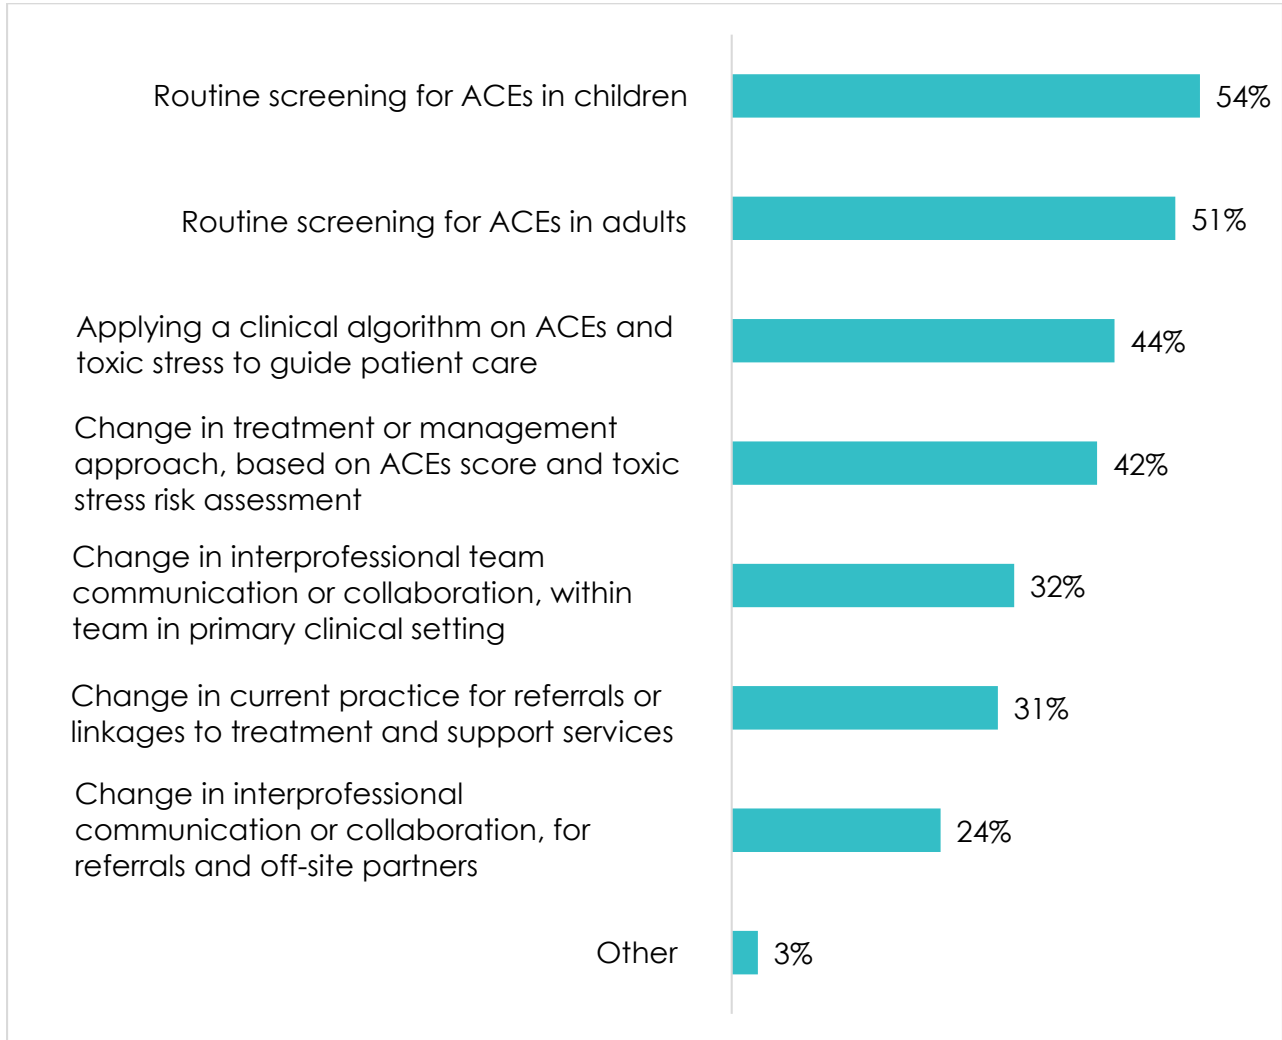 Routine screening for ACEs in children
54%
Routine screening for ACEs in adults
51%
Applying a clinical algorithm on ACEs and
toxic stress to guide patient care
44%
Change in treatment or management
approach, based on ACEs score and toxic
stress risk assessment
42%
Change in interprofessional team
communication or collaboration, within
team in primary clinical setting
32%
Change in current practice for referrals or
linkages to treatment and support services
31%
Change in interprofessional
communication or collaboration, for
referrals and off-site partners
24%
Other
3%